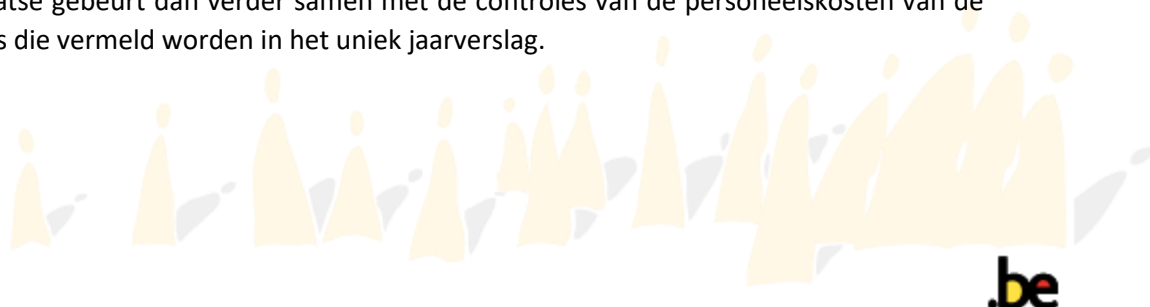 gebeurt dan verder samen met de controles van de personeelskosten van de
die vermeld worden in het uniek jaarverslag.
.be